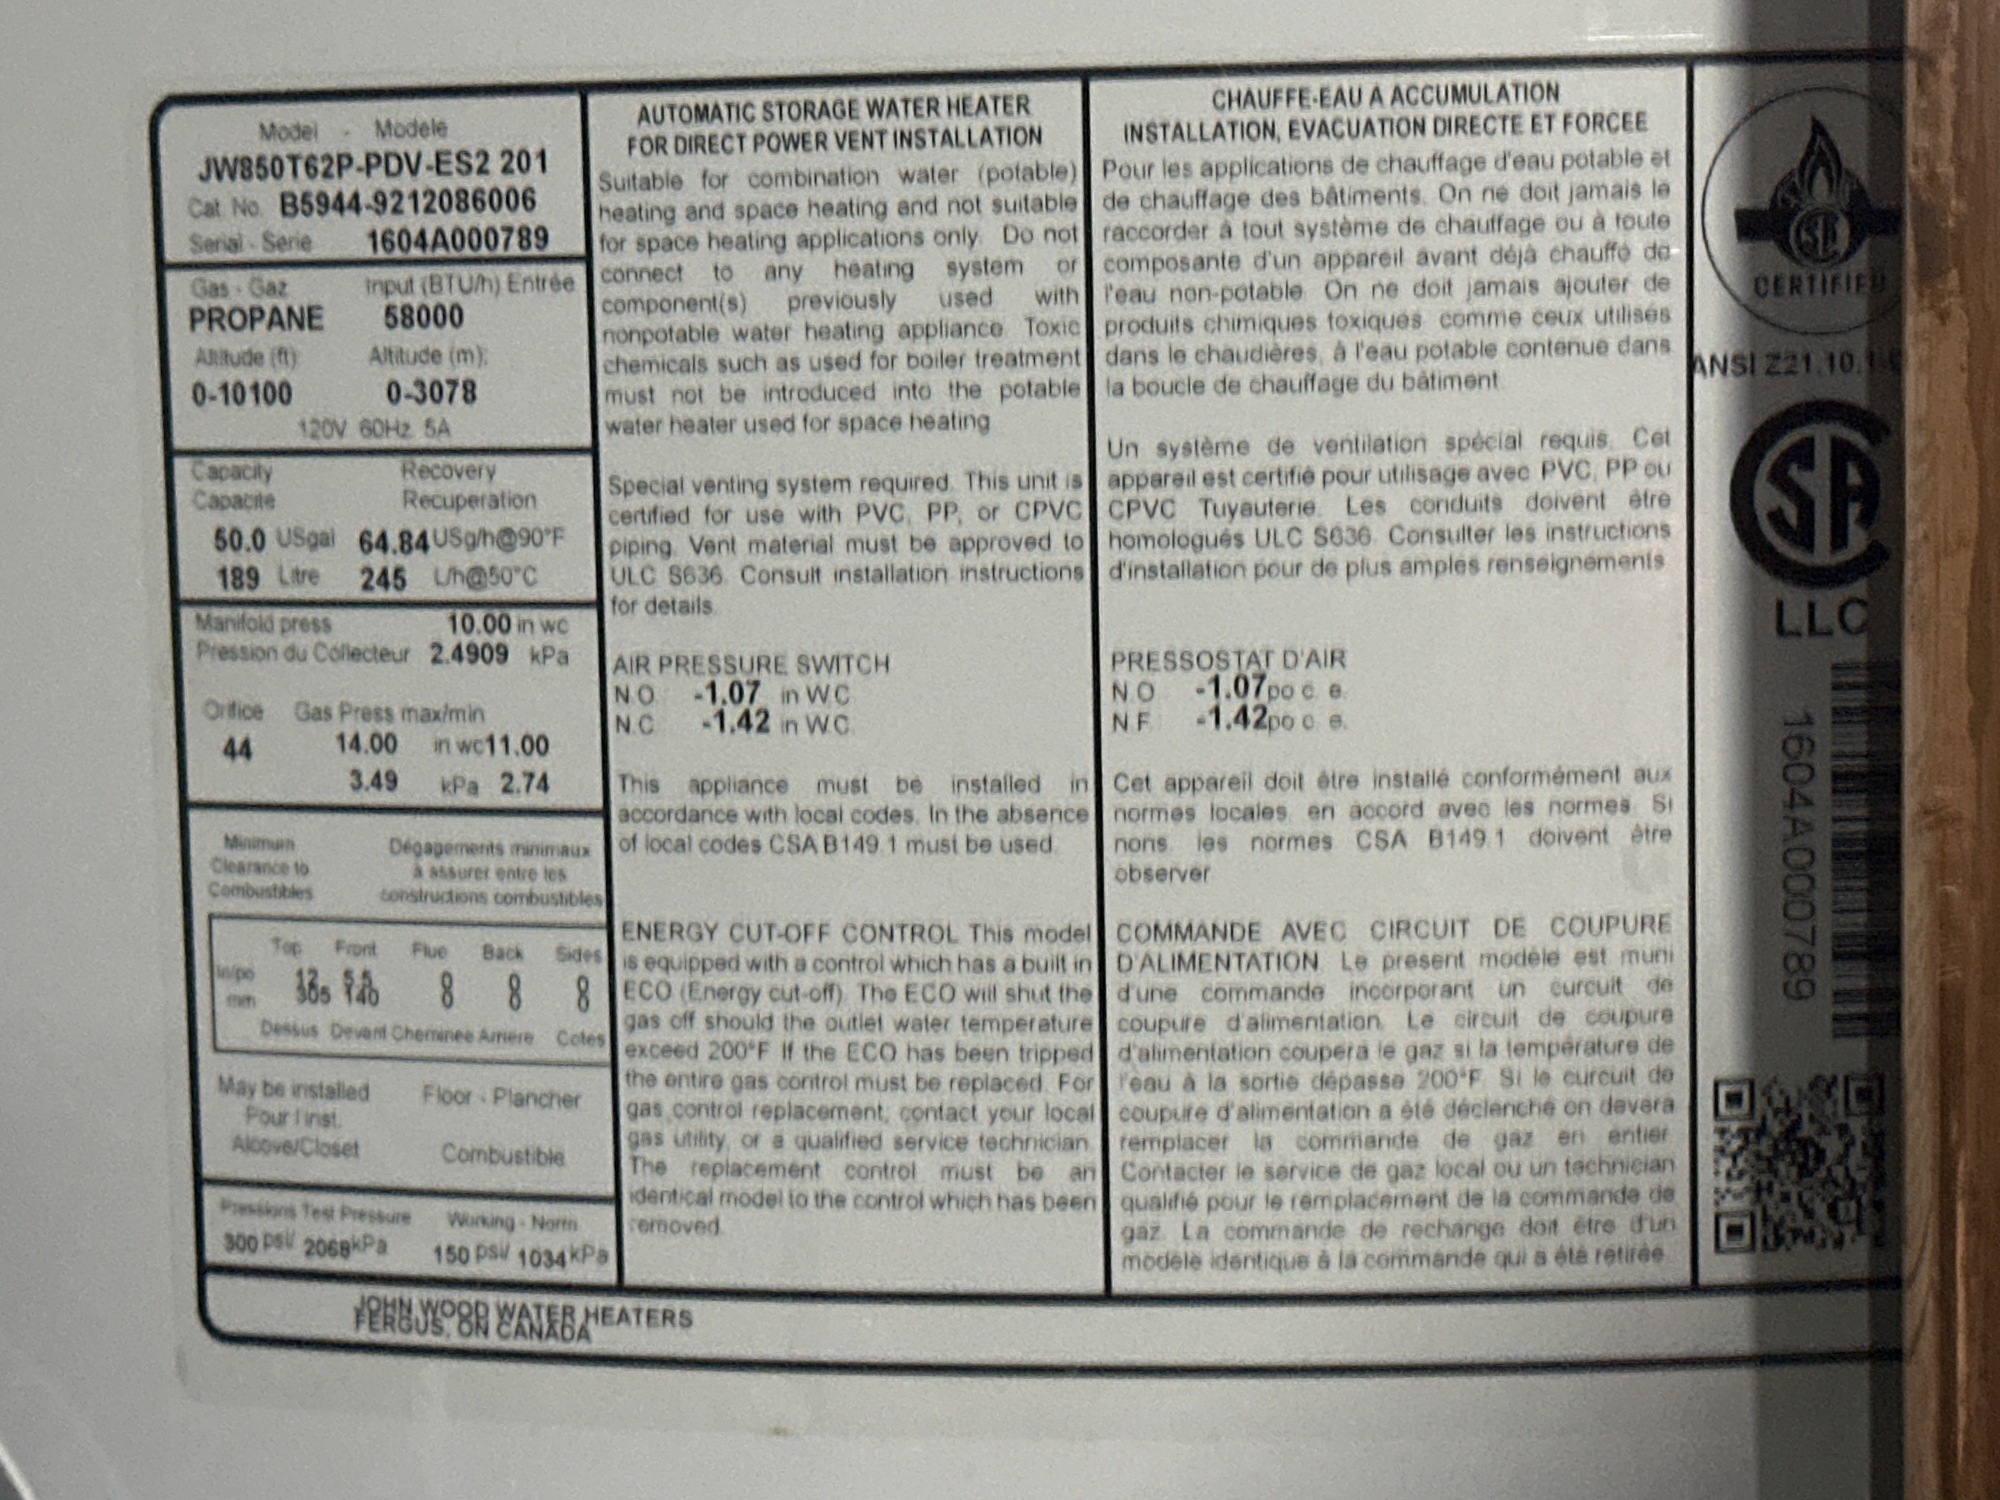 Model - Modèle
JW850T62P-PDV-ES2 201
Cat. No. B5944-9212086006
Serial - Serie 1604A000789
Gas - Gaz Input (BTU/h) Entrée
PROPANE 58000
Altitude (ft): Altitude (m):
0-10100 0-3078
120V 60Hz 5A
Capacity Recovery
Capacite Recuperation
50.0 USgal 64.84 USg/h@90°F
189 Litre 245 L/h@50°C
Manifold press 10.00 in wc
Pression du Collecteur 2.4909 kPa
Orifice Gas Press max/min
44 14.00 in wc 11.00
3.49 kPa 2.74
Minimum Dégagements minimaux
Clearance to à assurer entre les
Combustibles constructions combustibles
Top Front Flue Back Sides
in/po 12 5.5 0 0 0
mm 305 140 0 0 0
Dessus Devant Cheminee Arriere Cotes
May be installed Floor - Plancher
Pour l'inst.
Alcove/Closet Combustible
Pressions Test Pressure Working - Norm
300 psi/ 2068 kPa 150 psi/ 1034 kPa
AUTOMATIC STORAGE WATER HEATER
FOR DIRECT POWER VENT INSTALLATION
Suitable for combination water (potable)
heating and space heating and not suitable
for space heating applications only. Do not
connect to any heating system or
component(s) previously used with
nonpotable water heating appliance. Toxic
chemicals such as used for boiler treatment
must not be introduced into the potable
water heater used for space heating
Special venting system required. This unit is
certified for use with PVC, PP, or CPVC
piping. Vent material must be approved to
ULC S636. Consult installation instructions
for details.
AIR PRESSURE SWITCH
N.O. -1.07 in W.C.
N.C. -1.42 in W.C.
This appliance must be installed in
accordance with local codes. In the absence
of local codes CSA B149.1 must be used.
ENERGY CUT-OFF CONTROL This model
is equipped with a control which has a built in
ECO (Energy cut-off). The ECO will shut the
gas off should the outlet water temperature
exceed 200°F. If the ECO has been tripped
the entire gas control must be replaced. For
gas control replacement, contact your local
gas utility, or a qualified service technician.
The replacement control must be an
identical model to the control which has been
removed.
CHAUFFE-EAU A ACCUMULATION
INSTALLATION, EVACUATION DIRECTE ET FORCEE
Pour les applications de chauffage d'eau potable et
de chauffage des bâtiments. On ne doit jamais le
raccorder à tout système de chauffage ou à toute
composante d'un appareil avant déjà chauffé de
l'eau non-potable. On ne doit jamais ajouter de
produits chimiques toxiques, comme ceux utilisés
dans le chaudières, à l'eau potable contenue dans
la boucle de chauffage du bâtiment.
Un système de ventilation spécial requis. Cet
appareil est certifié pour utilisage avec PVC, PP ou
CPVC Tuyauterie. Les conduits doivent être
homologués ULC S636. Consulter les instructions
d'installation pour de plus amples renseignements.
PRESSOSTAT D'AIR
N.O. -1.07 po c. e.
N.F. -1.42 po c. e.
Cet appareil doit être installé conformément aux
normes locales, en accord avec les normes. Si
nons, les normes CSA B149.1 doivent être
observer.
COMMANDE AVEC CIRCUIT DE COUPURE
D'ALIMENTATION. Le present modèle est muni
d'une commande incorporant un curcuit de
coupure d'alimentation. Le circuit de coupure
d'alimentation coupera le gaz si la température de
l'eau à la sortie dépasse 200°F. Si le curcuit de
coupure d'alimentation a été déclenché on devera
remplacer la commande de gaz en entier.
Contacter le service de gaz local ou un technician
qualifié pour le remplacement de la commande de
gaz. La commande de rechange doit être d'un
modèle identique à la commande qui a été retirée.
CERTIFIED
ANSI Z21.10.1
LLC
1604A000789
JOHN WOOD WATER HEATERS
FERGUS, ON CANADA